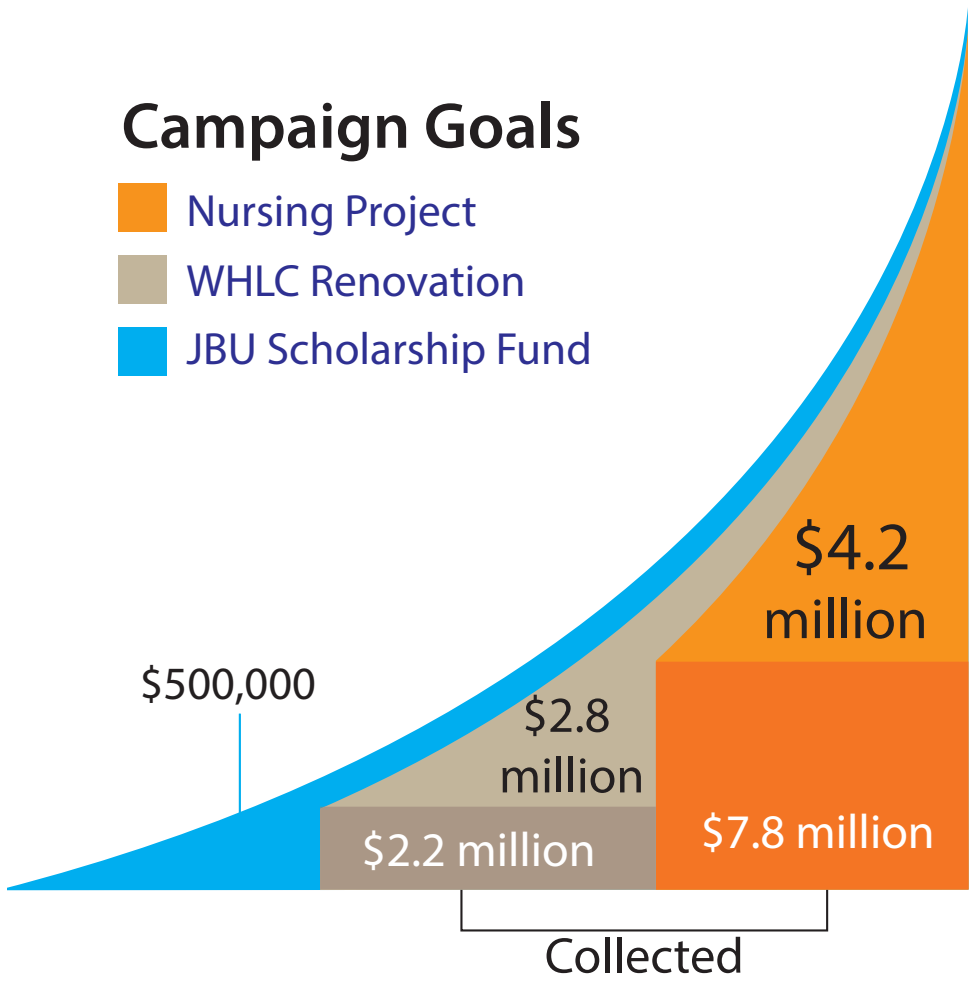 Campaign Goals
Nursing Project
WHLC Renovation
JBU Scholarship Fund
$4.2
million
$500,000
$2.8
million
$7.8 million
$2.2 million
Collected